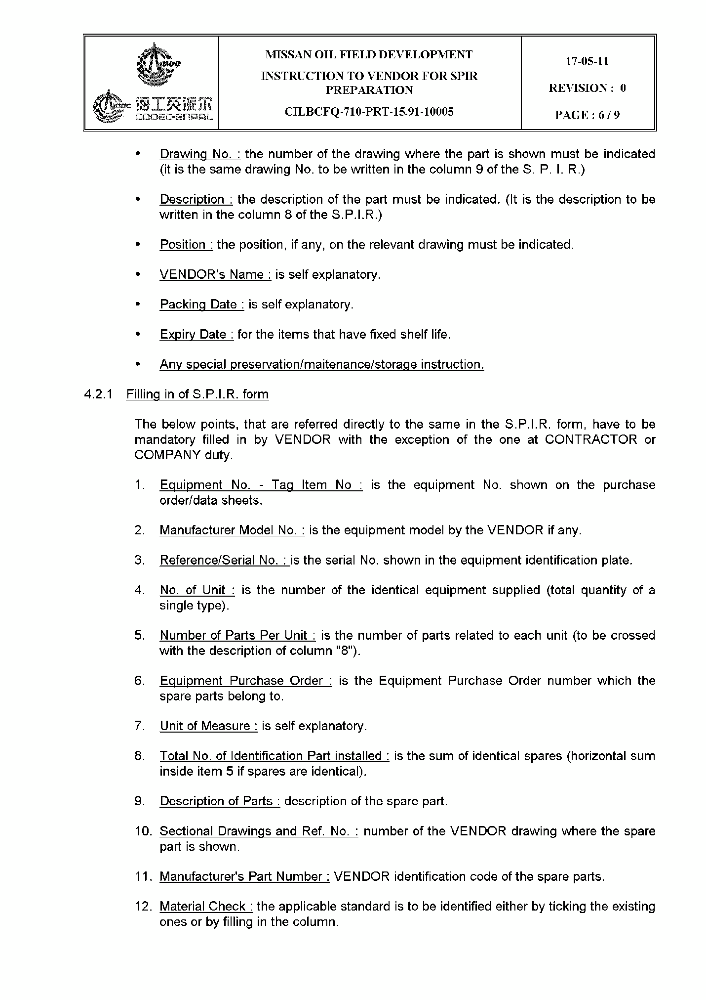 MISSAN OIL FIELD DEVELOPMENT
INSTRUCTION TO VENDOR FOR SPIR
PREPARATION
CILBCFQ-710-PRT-15.91-10005
17-05-11
REVISION : 0
PAGE : 6 / 9
海工英派尔
COOEC-ENPAL
• Drawing No. : the number of the drawing where the part is shown must be indicated
(it is the same drawing No. to be written in the column 9 of the S. P. I. R.)
• Description : the description of the part must be indicated. (It is the description to be
written in the column 8 of the S.P.I.R.)
• Position : the position, if any, on the relevant drawing must be indicated.
• VENDOR’s Name : is self explanatory.
• Packing Date : is self explanatory.
• Expiry Date : for the items that have fixed shelf life.
• Any special preservation/maitenance/storage instruction.
4.2.1 Filling in of S.P.I.R. form
The below points, that are referred directly to the same in the S.P.I.R. form, have to be
mandatory filled in by VENDOR with the exception of the one at CONTRACTOR or
COMPANY duty.
1. Equipment No. - Tag Item No : is the equipment No. shown on the purchase
order/data sheets.
2. Manufacturer Model No. : is the equipment model by the VENDOR if any.
3. Reference/Serial No. : is the serial No. shown in the equipment identification plate.
4. No. of Unit : is the number of the identical equipment supplied (total quantity of a
single type).
5. Number of Parts Per Unit : is the number of parts related to each unit (to be crossed
with the description of column "8").
6. Equipment Purchase Order : is the Equipment Purchase Order number which the
spare parts belong to.
7. Unit of Measure : is self explanatory.
8. Total No. of Identification Part installed : is the sum of identical spares (horizontal sum
inside item 5 if spares are identical).
9. Description of Parts : description of the spare part.
10. Sectional Drawings and Ref. No. : number of the VENDOR drawing where the spare
part is shown.
11. Manufacturer's Part Number : VENDOR identification code of the spare parts.
12. Material Check : the applicable standard is to be identified either by ticking the existing
ones or by filling in the column.